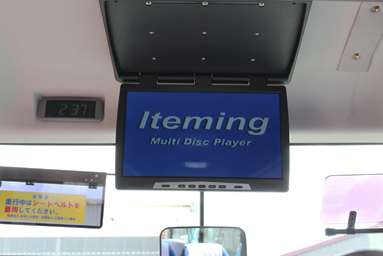 2:37
Iteming
Multi Disc Player
走行中はシートベルトを
着用してください。